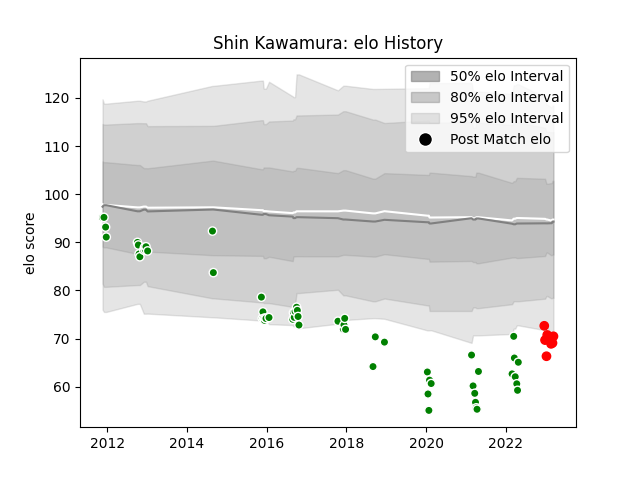 Shin Kawamura: elo History
50% elo Interval
80% elo Interval
95% elo Interval
Post Match elo
elo score
120
110
100
90
80
70
60
2012
2014
2016
2018
2020
2022